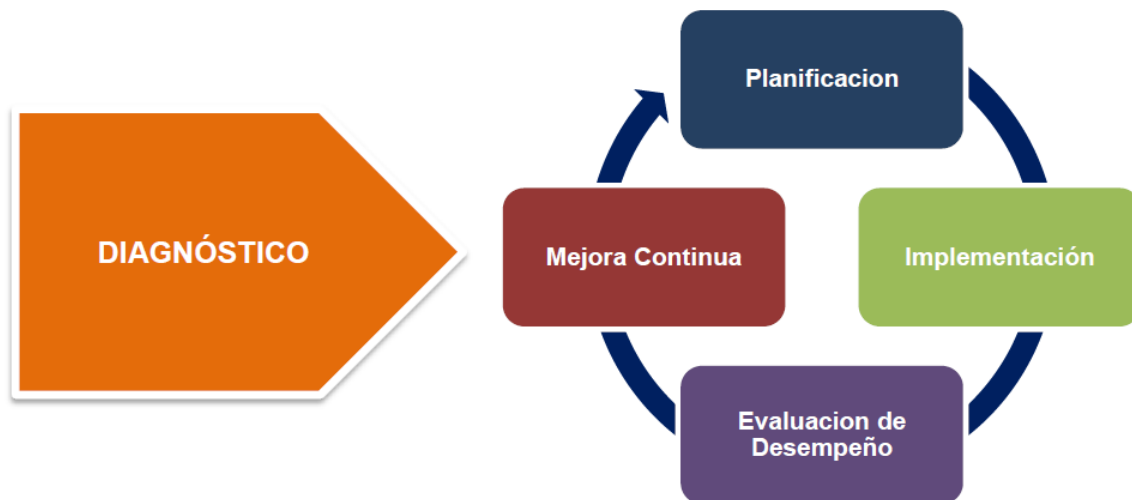 Planificacion
DIAGNÓSTICO
Mejora Continua
Implementación
Evaluacion de
Desempeño